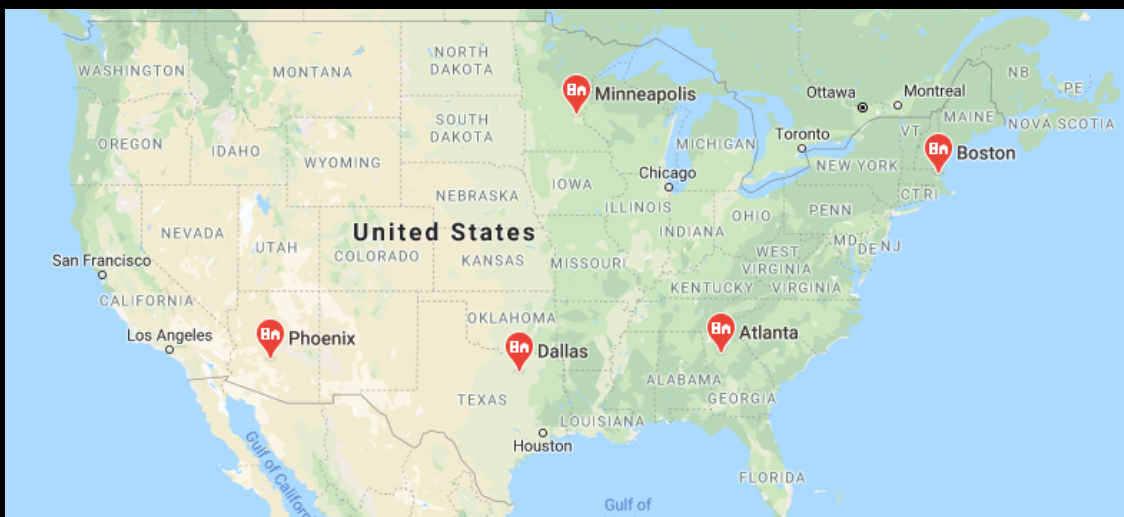 NORTH
DAKOTA
WASHINGTON
MONTANA
NB
PE
Minneapolis
Ottawa
Montreal
MAINE
NOVA SCOTIA
SOUTH
DAKOTA
VT.
OREGON
IDAHO
MICHIGAN
Toronto
WYOMING
NEW YORK
Boston
Chicago
IOWA
NEBRASKA
CT
RI
ILLINOIS
PENN
OHIO
NEVADA
United States
INDIANA
UTAH
MD
DE
NJ
COLORADO
KANSAS
MISSOURI
WEST
VIRGINIA
San Francisco
KENTUCKY
VIRGINIA
CALIFORNIA
OKLAHOMA
Los Angeles
Phoenix
Atlanta
Dallas
ALABAMA
TEXAS
GEORGIA
LOUISIANA
Houston
Gulf of Californ
FLORIDA
Gulf of